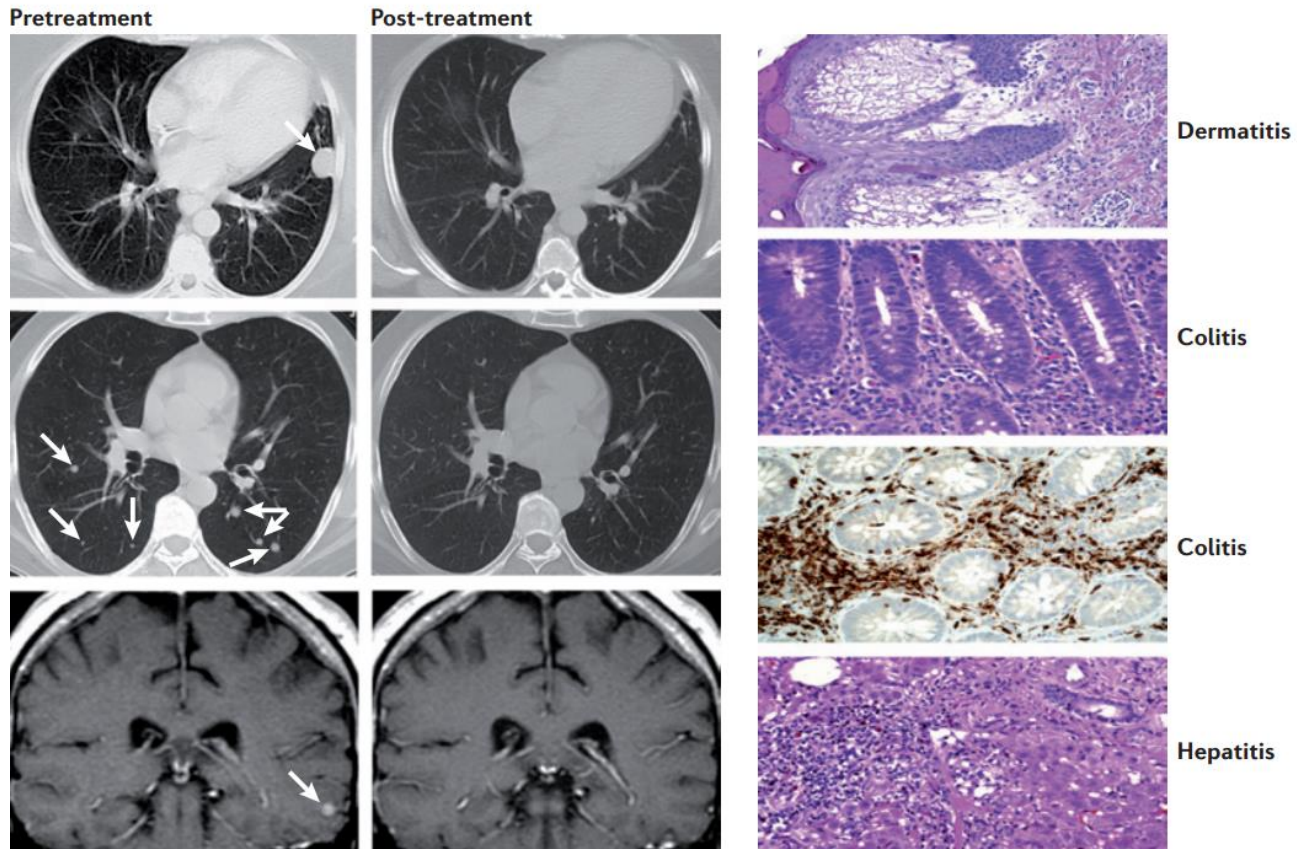 Pretreatment
Post-treatment
Dermatitis
Colitis
Colitis
Hepatitis